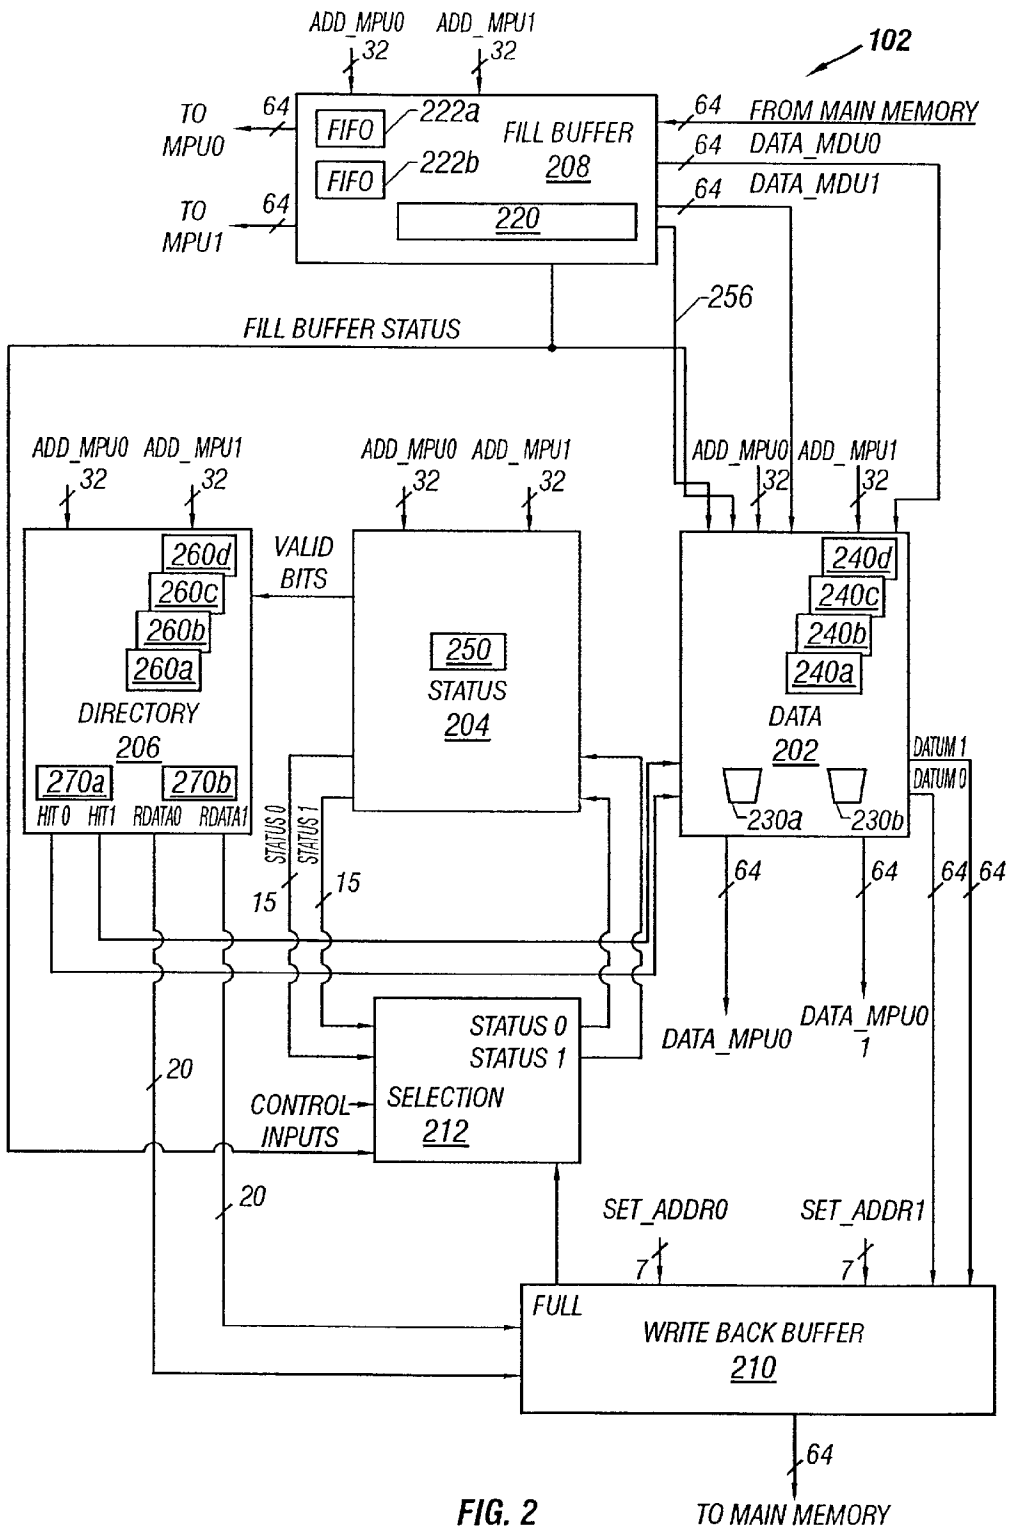 ADD_MPU0 ADD_MPU1
32 32
102
TO MPU0
64
FIFO
222a
FILL BUFFER
208
64
FROM MAIN MEMORY
64
DATA_MDU0
FIFO
222b
64
DATA_MDU1
TO MPU1
64
220
256
FILL BUFFER STATUS
ADD_MPU0 ADD_MPU1
32 32
ADD_MPU0 ADD_MPU1
32 32
ADD_MPU0 ADD_MPU1
32 32
260d
260c
260b
260a
DIRECTORY
206
270a 270b
HIT 0 HIT1 RDATA0 RDATA1
VALID
BITS
250
STATUS
204
240d
240c
240b
240a
DATA
202
230a 230b
DATUM 1
DATUM 0
STATUS 0
STATUS 1
15 15
64 64 64 64
DATA_MPU0
DATA_MPU0
1
STATUS 0
STATUS 1
SELECTION
212
CONTROL
INPUTS
20
20
SET_ADDR0 SET_ADDR1
7 7
FULL
WRITE BACK BUFFER
210
64
TO MAIN MEMORY
FIG. 2